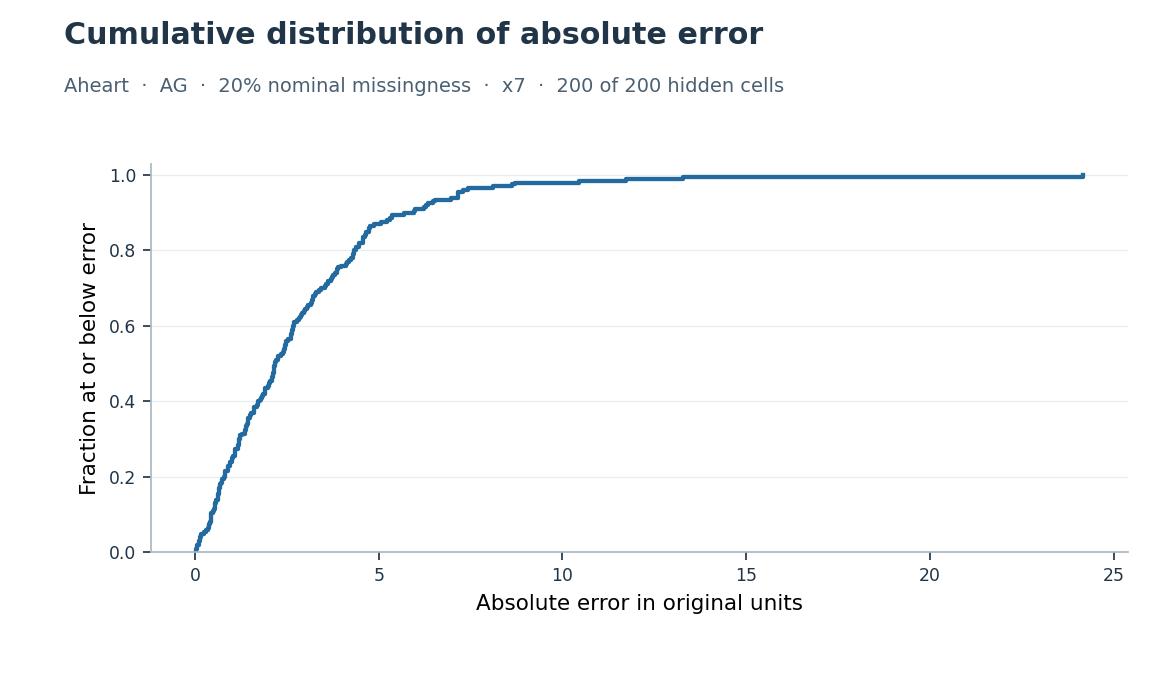 Cumulative distribution of absolute error
Aheart · AG · 20% nominal missingness · x7 · 200 of 200 hidden cells
Fraction at or below error
1.0
0.8
0.6
0.4
0.2
0.0
0 5 10 15 20 25
Absolute error in original units